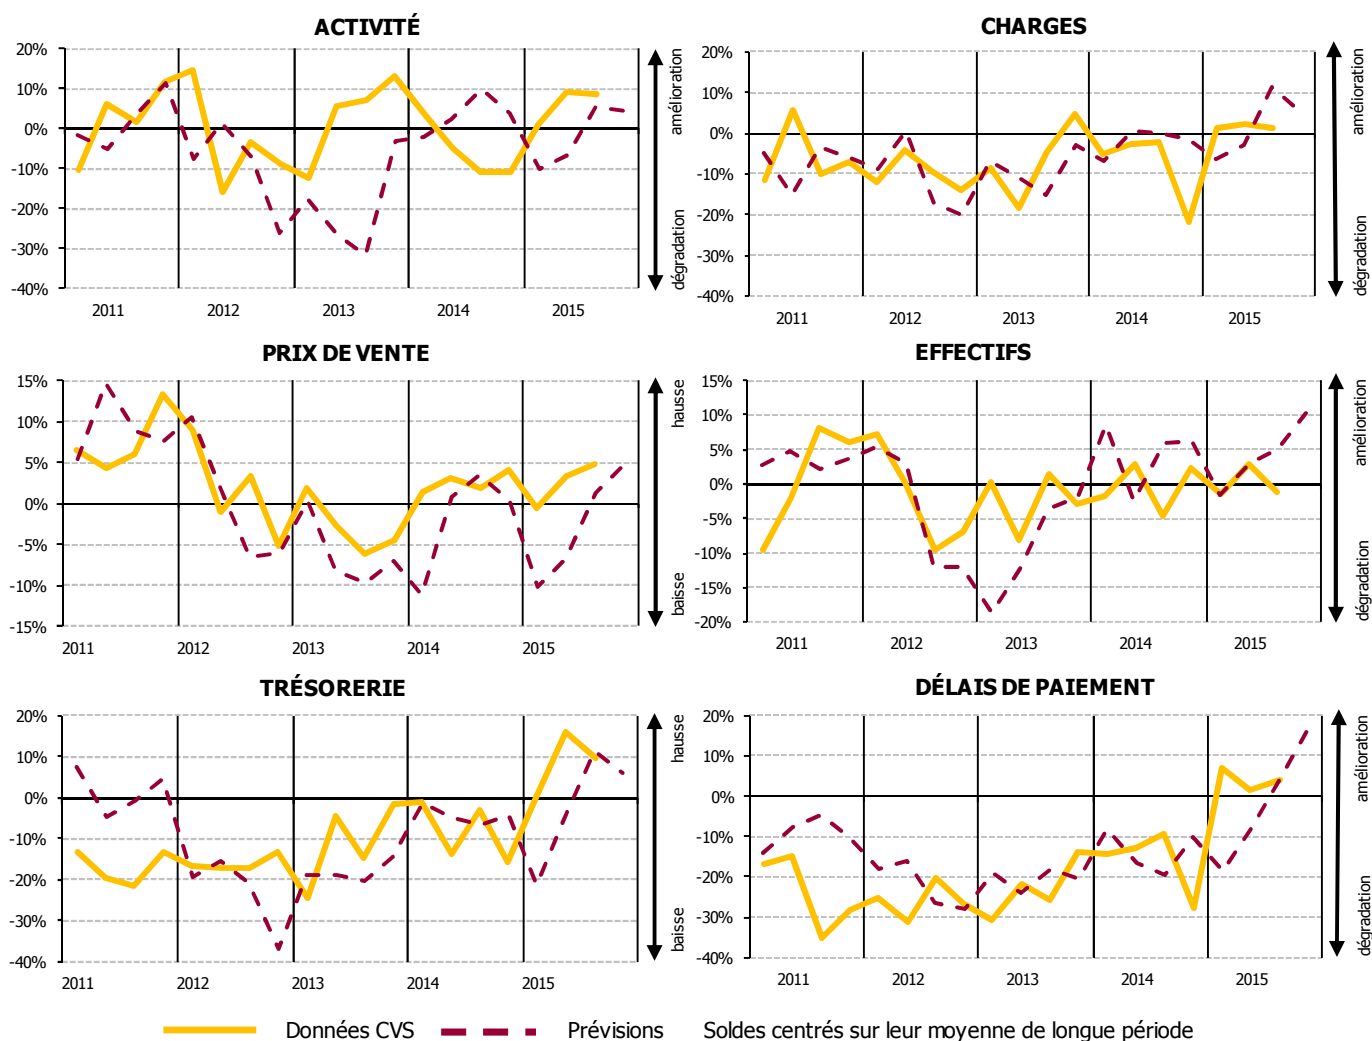 ACTIVITÉ
20%
10%
0%
-10%
-20%
-30%
-40%
2011 2012 2013 2014 2015
amélioration
dégradation
CHARGES
20%
10%
0%
-10%
-20%
-30%
-40%
2011 2012 2013 2014 2015
amélioration
dégradation
PRIX DE VENTE
15%
10%
5%
0%
-5%
-10%
-15%
2011 2012 2013 2014 2015
hausse
baisse
EFFECTIFS
15%
10%
5%
0%
-5%
-10%
-15%
-20%
2011 2012 2013 2014 2015
amélioration
dégradation
TRÉSORERIE
20%
10%
0%
-10%
-20%
-30%
-40%
2011 2012 2013 2014 2015
hausse
baisse
DÉLAIS DE PAIEMENT
20%
10%
0%
-10%
-20%
-30%
-40%
2011 2012 2013 2014 2015
amélioration
dégradation
Données CVS Prévisions Soldes centrés sur leur moyenne de longue période